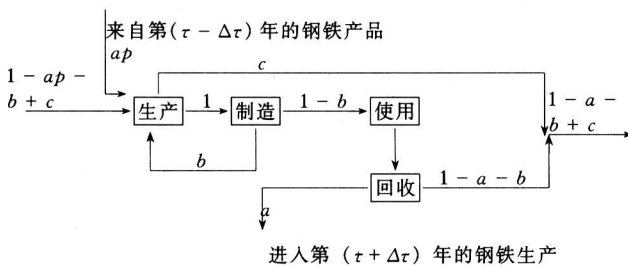 来自第(τ - Δτ) 年的钢铁产品
ap
c
1 - ap -
b + c
生产
1
制造
1 - b
使用
1 - a -
b + c
b
回收
1 - a - b
a
进入第 (τ + Δτ) 年的钢铁生产